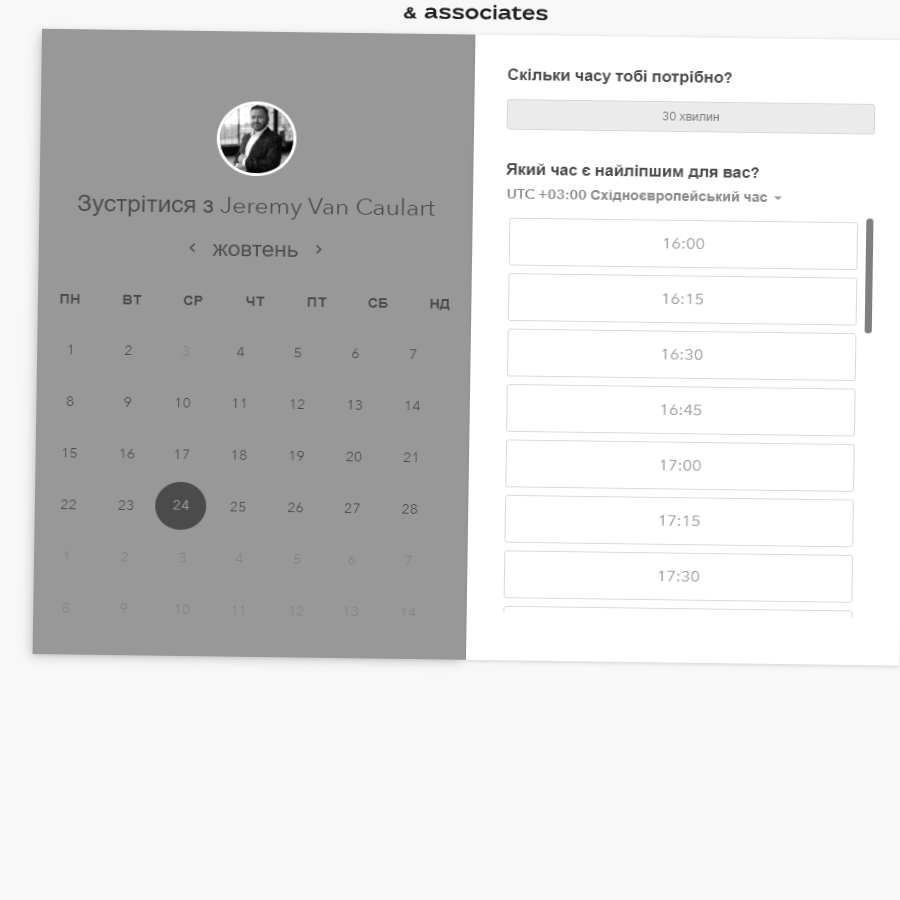 & associates
Зустрітися з Jeremy Van Caulart
жовтень
ПН ВТ СР ЧТ ПТ СБ НД
1 2 3 4 5 6 7
8 9 10 11 12 13 14
15 16 17 18 19 20 21
22 23 24 25 26 27 28
1 2 3 4 5 6 7
8 9 10 11 12 13 14
Скільки часу тобі потрібно?
30 хвилин
Який час є найліпшим для вас?
UTC +03:00 Східноєвропейський час
16:00
16:15
16:30
16:45
17:00
17:15
17:30